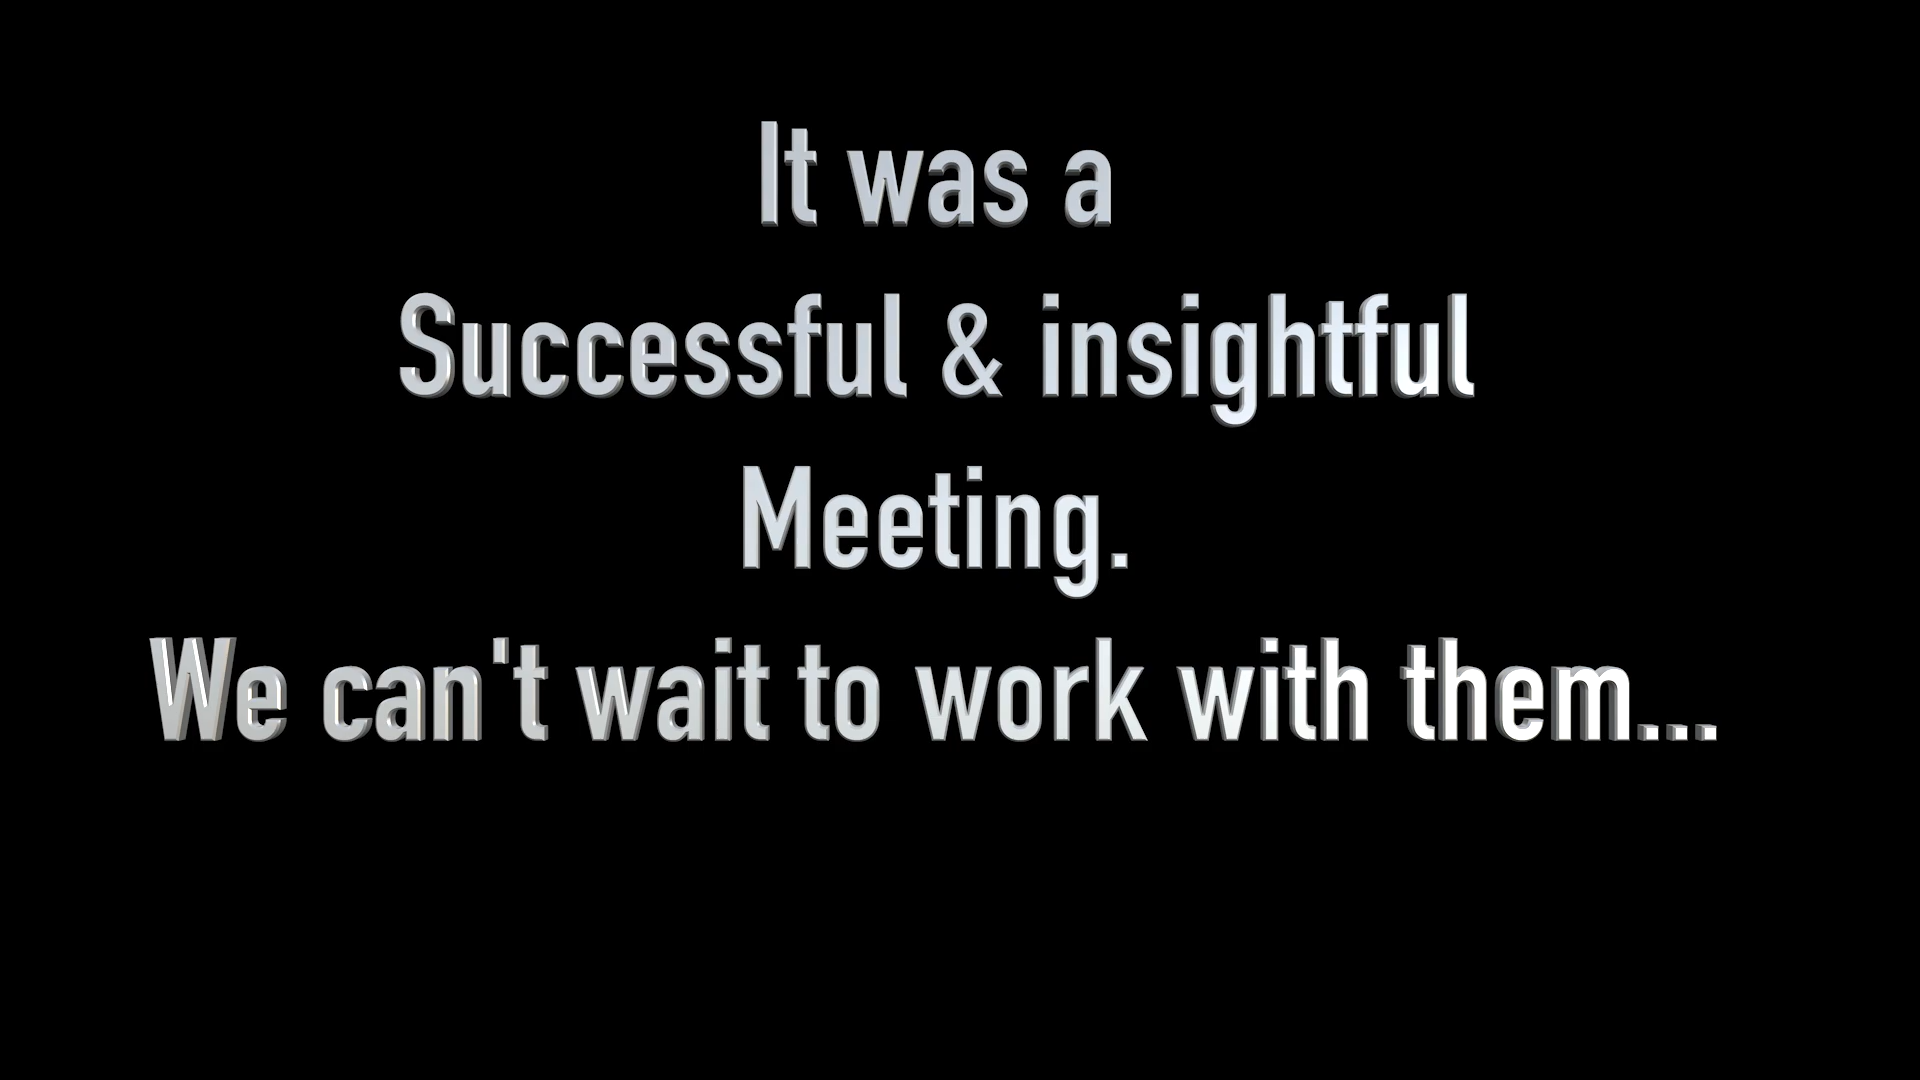 It was a
Successful & insightful
Meeting.
We can't wait to work with them...